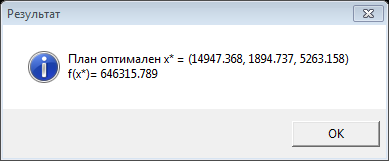 Результат
План оптимален x* = (14947.368, 1894.737, 5263.158)
f(x*)= 646315.789
OK